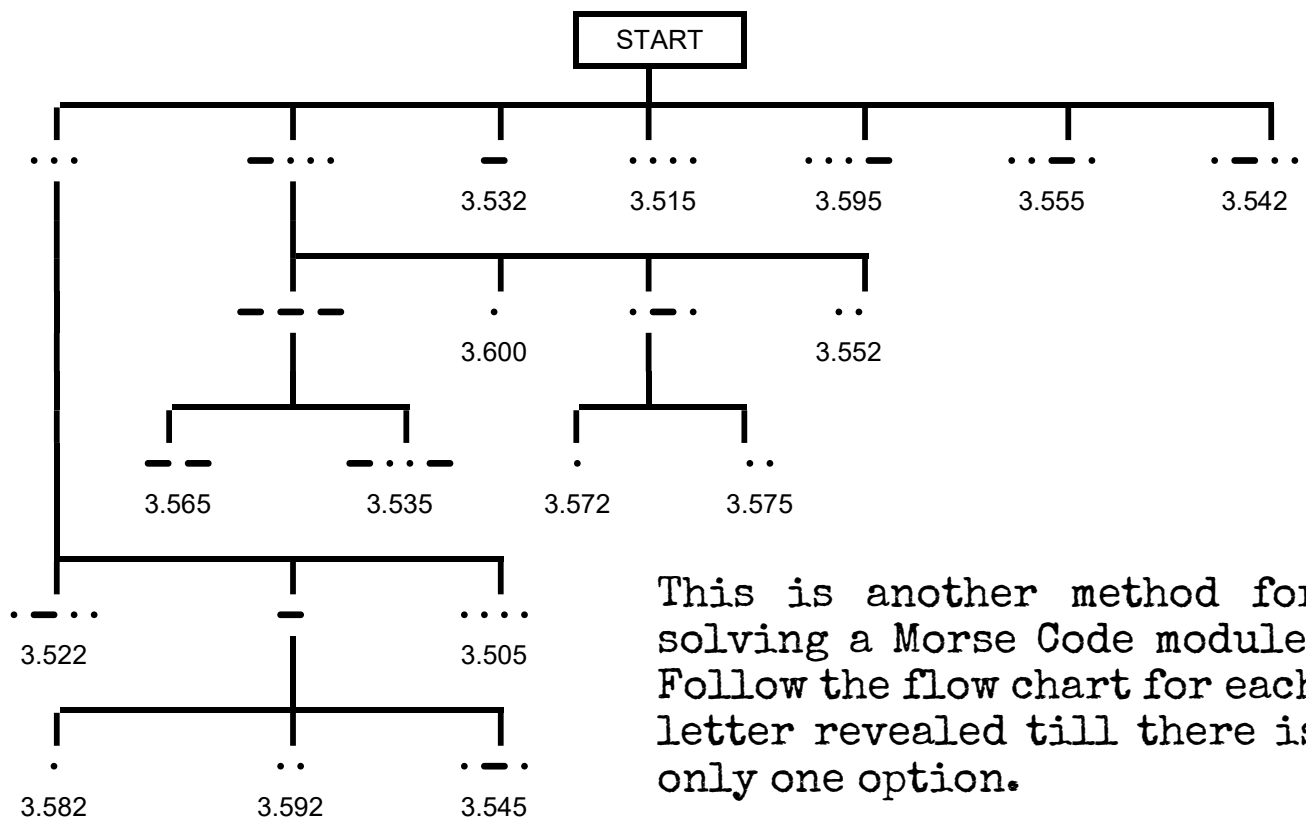 START
··· −··· − ···· ···− ··−· ·−··
3.532 3.515 3.595 3.555 3.542
−−− · ·−· ··
3.600 3.552
−− −··− · ··
3.565 3.535 3.572 3.575
·−·· − ····
3.522 3.505
· ·· ·−·
3.582 3.592 3.545
This is another method for
solving a Morse Code module
Follow the flow chart for each
letter revealed till there is
only one option.